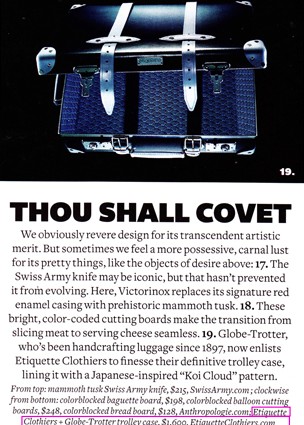 19.
THOU SHALL COVET
We obviously revere design for its transcendent artistic
merit. But sometimes we feel a more possessive, carnal lust
for its pretty things, like the objects of desire above: 17. The
Swiss Army knife may be iconic, but that hasn't prevented
it from evolving. Here, Victorinox replaces its signature red
enamel casing with prehistoric mammoth tusk. 18. These
bright, color-coded cutting boards make the transition from
slicing meat to serving cheese seamless. 19. Globe-Trotter,
who's been handcrafting luggage since 1897, now enlists
Etiquette Clothiers to finesse their definitive trolley case,
lining it with a Japanese-inspired "Koi Cloud" pattern.
From top: mammoth tusk Swiss Army knife, $215, SwissArmy.com; clockwise
from bottom: colorblocked baguette board, $198, colorblocked balloon cutting
boards, $248, colorblocked bread board, $128, Anthropologie.com; Etiquette
Clothiers + Globe-Trotter trolley case, $1,600, EtiquetteClothiers.com